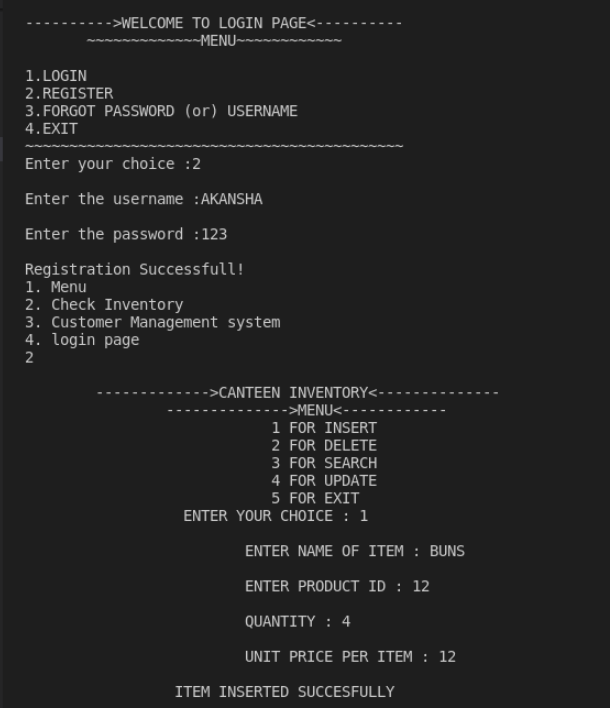 ---------->WELCOME TO LOGIN PAGE<----------
~~~~~~~~~~~~~MENU~~~~~~~~~~~~
1.LOGIN
2.REGISTER
3.FORGOT PASSWORD (or) USERNAME
4.EXIT
~~~~~~~~~~~~~~~~~~~~~~~~~~~~~~~~~~~~~~~~~~~
Enter your choice :2
Enter the username :AKANSHA
Enter the password :123
Registration Successfull!
1. Menu
2. Check Inventory
3. Customer Management system
4. login page
2
------------->CANTEEN INVENTORY<--------------
-------------->MENU<------------
1 FOR INSERT
2 FOR DELETE
3 FOR SEARCH
4 FOR UPDATE
5 FOR EXIT
ENTER YOUR CHOICE : 1
ENTER NAME OF ITEM : BUNS
ENTER PRODUCT ID : 12
QUANTITY : 4
UNIT PRICE PER ITEM : 12
ITEM INSERTED SUCCESFULLY